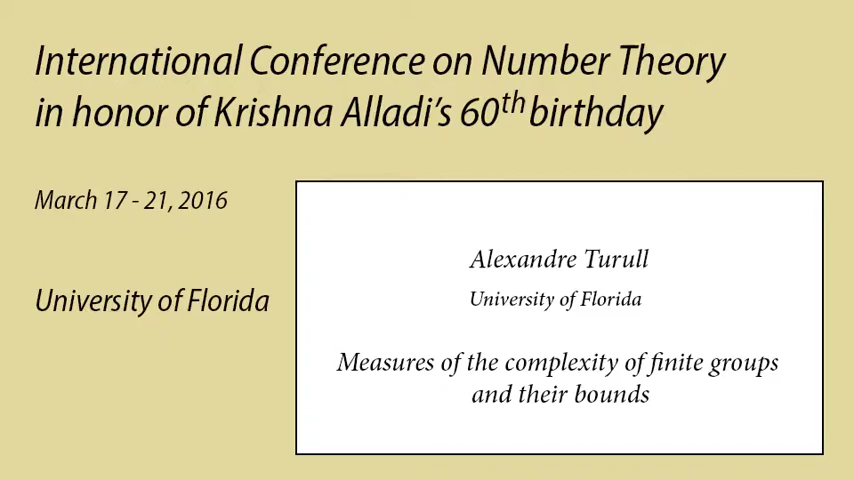 International Conference on Number Theory
in honor of Krishna Alladi's 60th birthday
March 17 - 21, 2016
University of Florida
Alexandre Turull
University of Florida
Measures of the complexity of finite groups
and their bounds